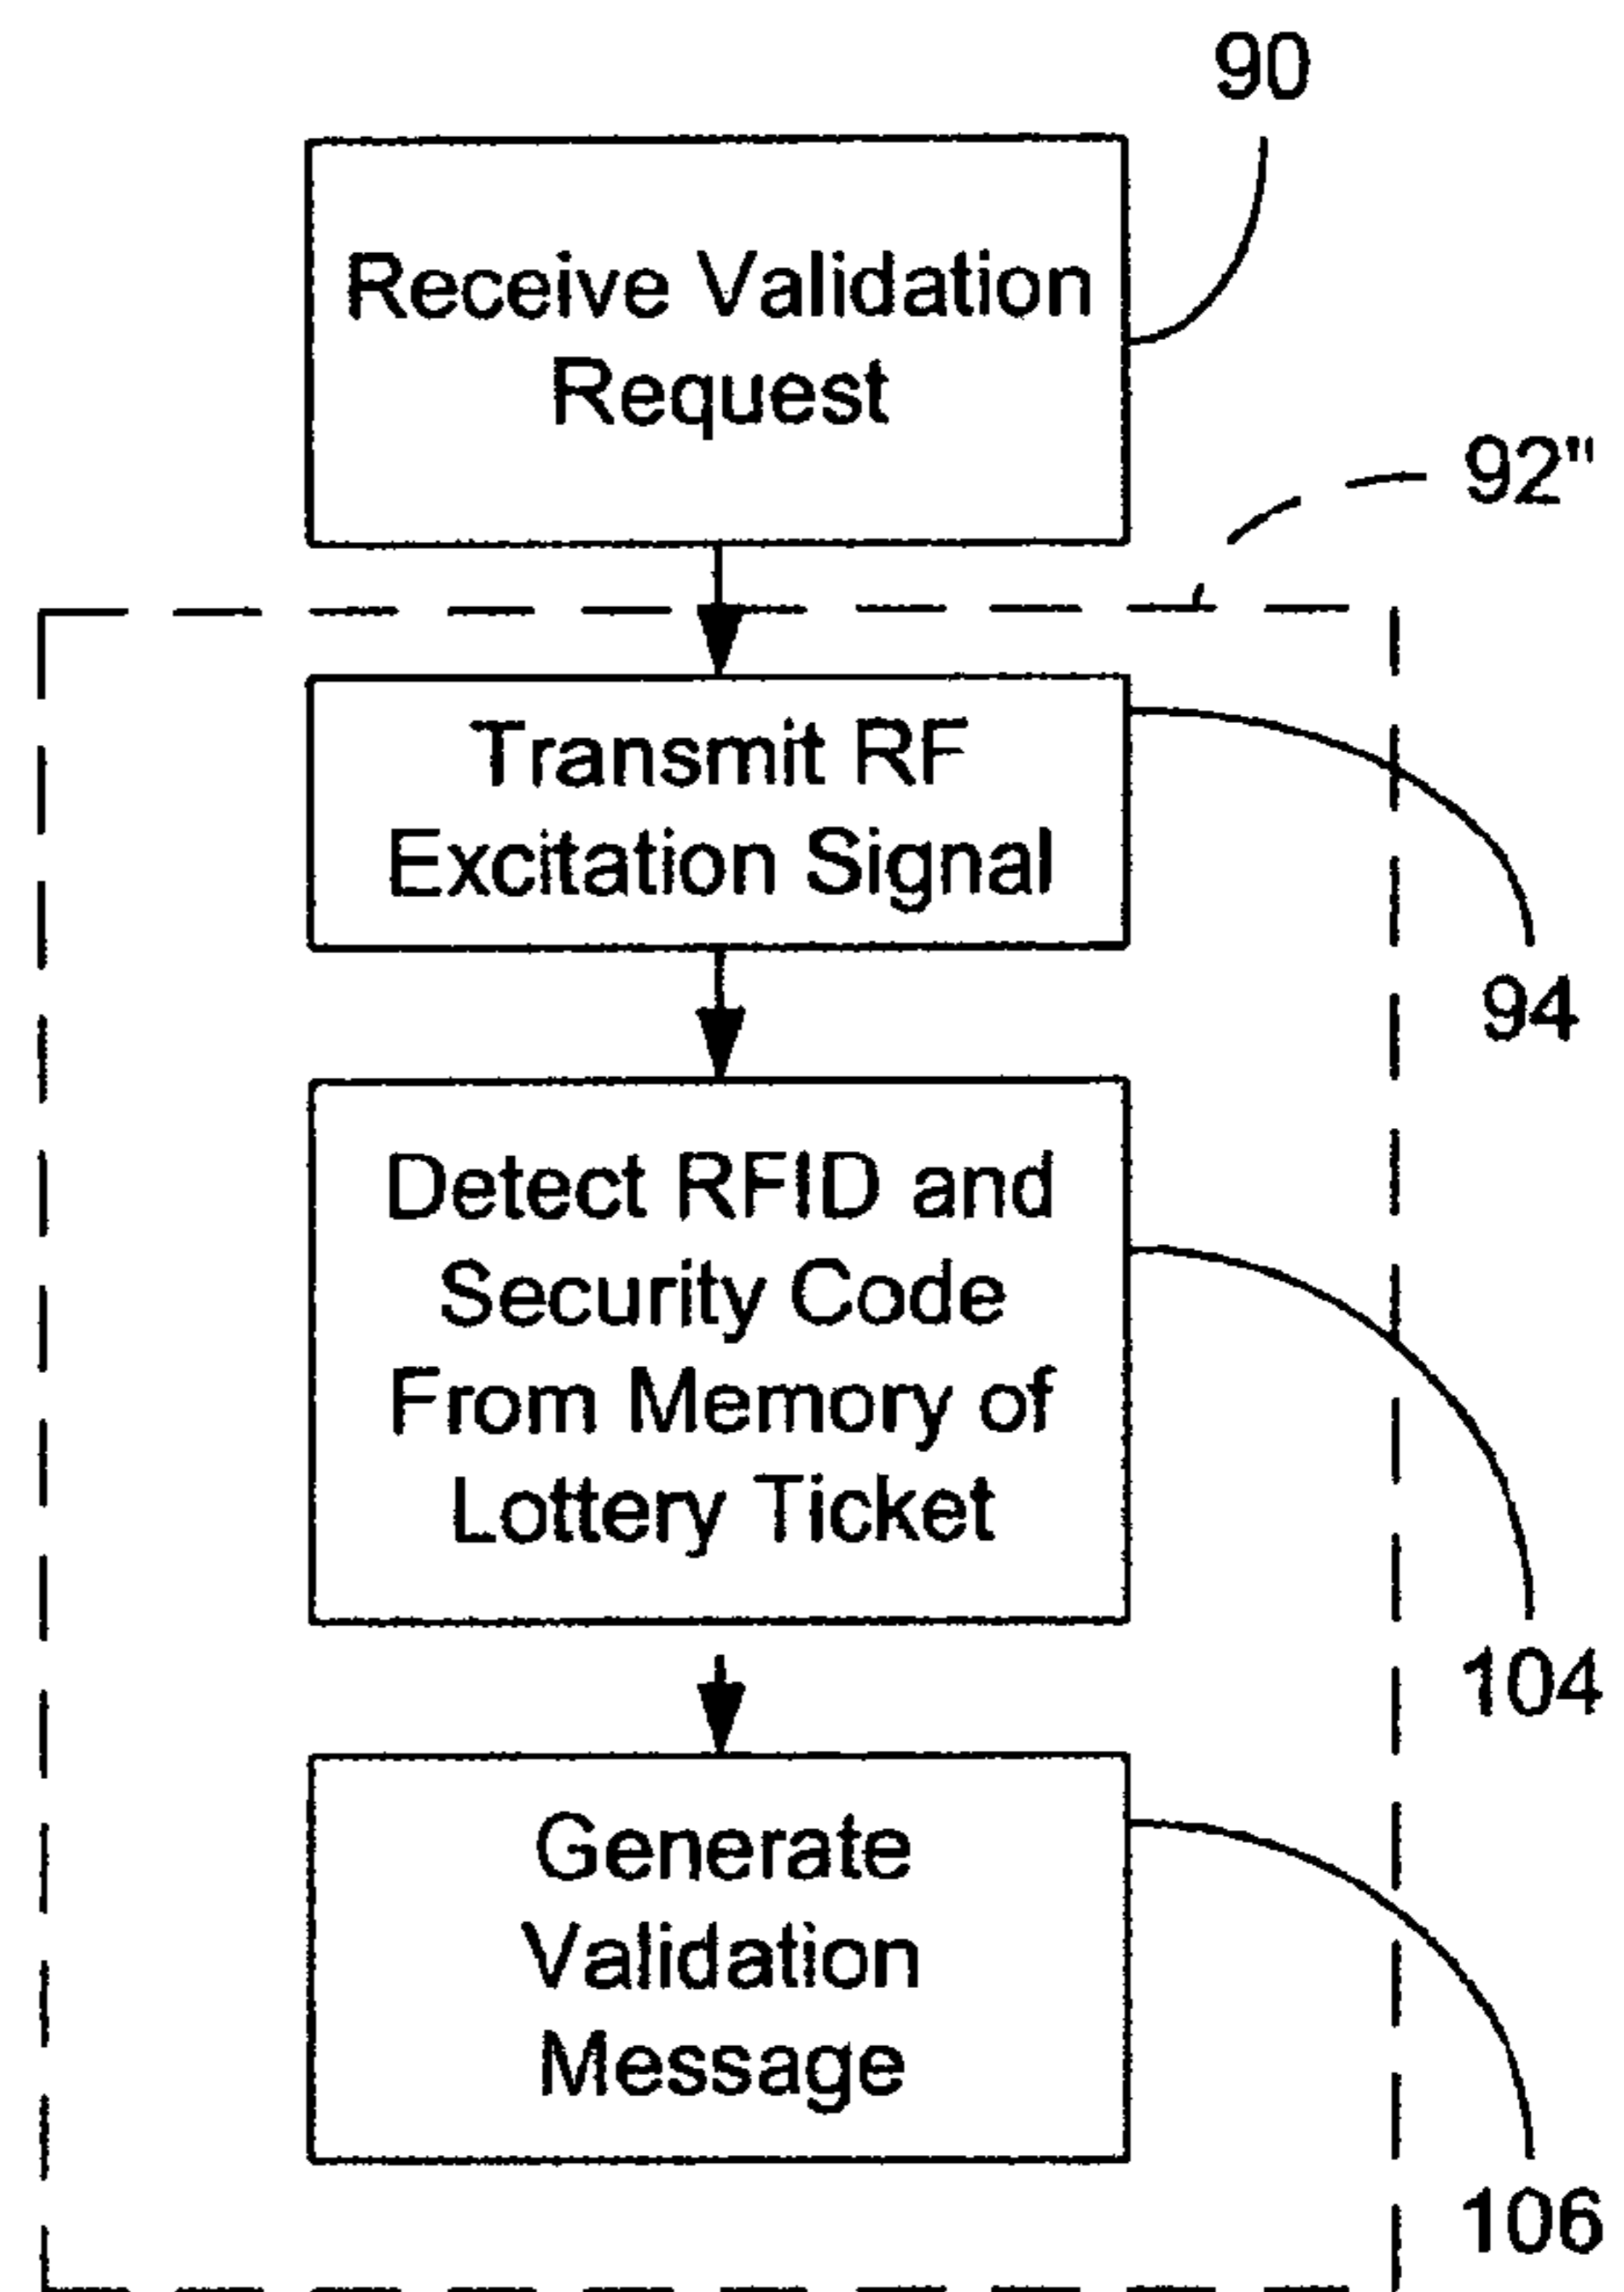 90
Receive Validation
Request
92"
Transmit RF
Excitation Signal
94
Detect RFID and
Security Code
From Memory of
Lottery Ticket
104
Generate
Validation
Message
106